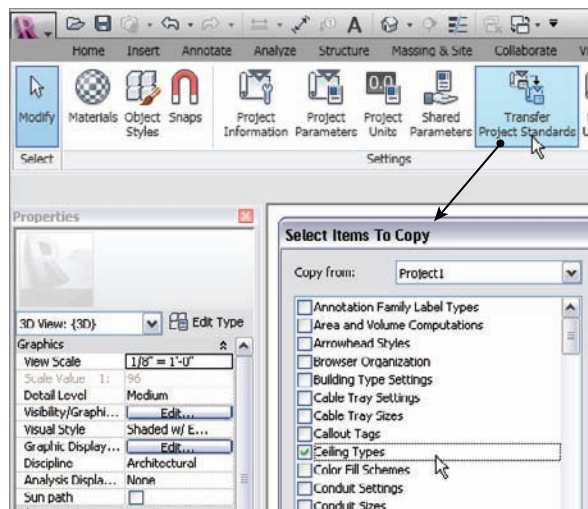 Home Insert Annotate Analyze Structure Massing & Site Collaborate
Modify Materials Object Styles Snaps Project Information Project Parameters Project Units Shared Parameters Transfer Project Standards
Select Settings
Properties
3D View: {3D} Edit Type
Graphics
View Scale 1/8" = 1'-0"
Scale Value 1: 96
Detail Level Medium
Visibility/Graphi... Edit...
Visual Style Shaded w/ E...
Graphic Display... Edit...
Discipline Architectural
Analysis Displa... None
Sun path
Select Items To Copy
Copy from: Project1
Annotation Family Label Types
Area and Volume Computations
Arrowhead Styles
Browser Organization
Building Type Settings
Cable Tray Settings
Cable Tray Sizes
Callout Tags
Ceiling Types
Color Fill Schemes
Conduit Settings
Conduit Sizes